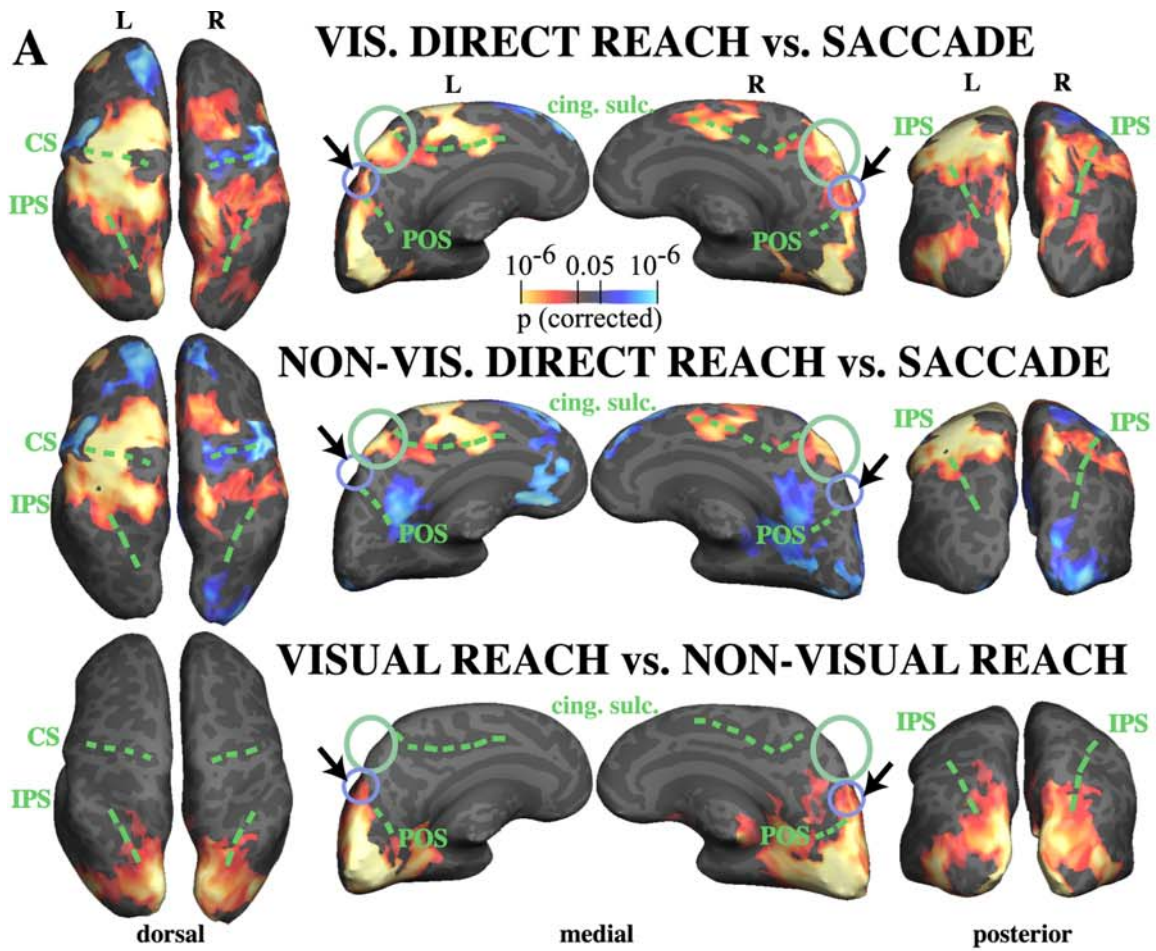 A
L R
VIS. DIRECT REACH vs. SACCADE
L R
L R
cing. sulc.
IPS IPS
CS
IPS
POS POS
10-6 0.05 10-6
p (corrected)
NON-VIS. DIRECT REACH vs. SACCADE
cing. sulc.
IPS IPS
CS
IPS
POS POS
VISUAL REACH vs. NON-VISUAL REACH
cing. sulc.
IPS IPS
CS
IPS
POS POS
dorsal medial posterior